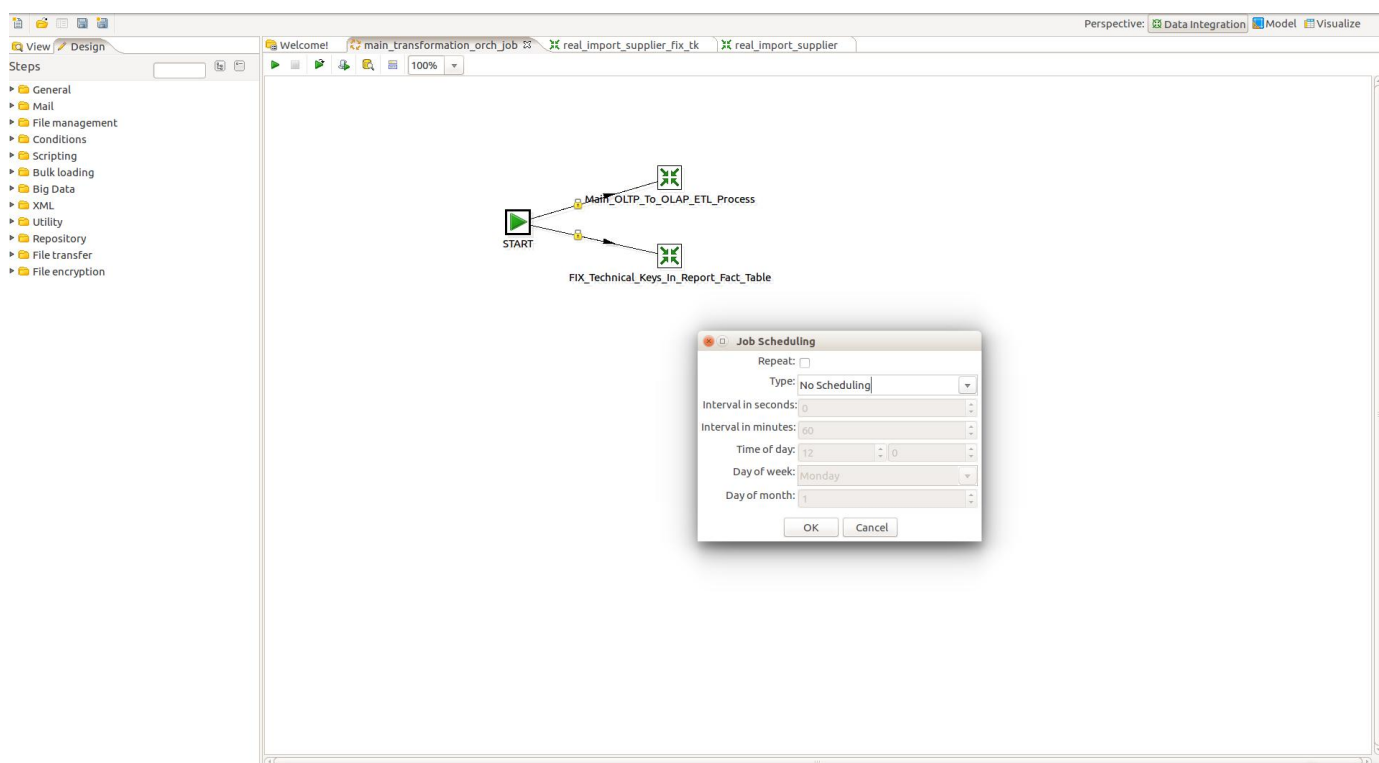 Perspective: Data Integration Model Visualize
View Design
Welcome! main_transformation_orch_job real_import_supplier_fix_tk real_import_supplier
Steps
100%
General
Mail
File management
Conditions
Scripting
Bulk loading
Big Data
XML
Utility
Repository
File transfer
File encryption
Main_OLTP_To_OLAP_ETL_Process
START
FIX_Technical_Keys_In_Report_Fact_Table
Job Scheduling
Repeat:
Type: No Scheduling
Interval in seconds: 0
Interval in minutes: 60
Time of day: 12 0
Day of week: Monday
Day of month: 1
OK Cancel